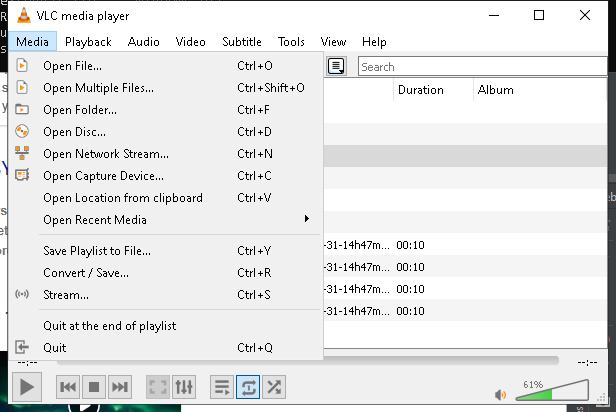 VLC media player
Media Playback Audio Video Subtitle Tools View Help
Open File... Ctrl+O
Open Multiple Files... Ctrl+Shift+O
Open Folder... Ctrl+F
Open Disc... Ctrl+D
Open Network Stream... Ctrl+N
Open Capture Device... Ctrl+C
Open Location from clipboard Ctrl+V
Open Recent Media
Save Playlist to File... Ctrl+Y
Convert / Save... Ctrl+R
Stream... Ctrl+S
Quit at the end of playlist
Quit Ctrl+Q
Search
Duration Album
-31-14h47m... 00:10
-31-14h47m... 00:10
-31-14h47m... 00:10
-31-14h47m... 00:10
--:-- --:--
61%